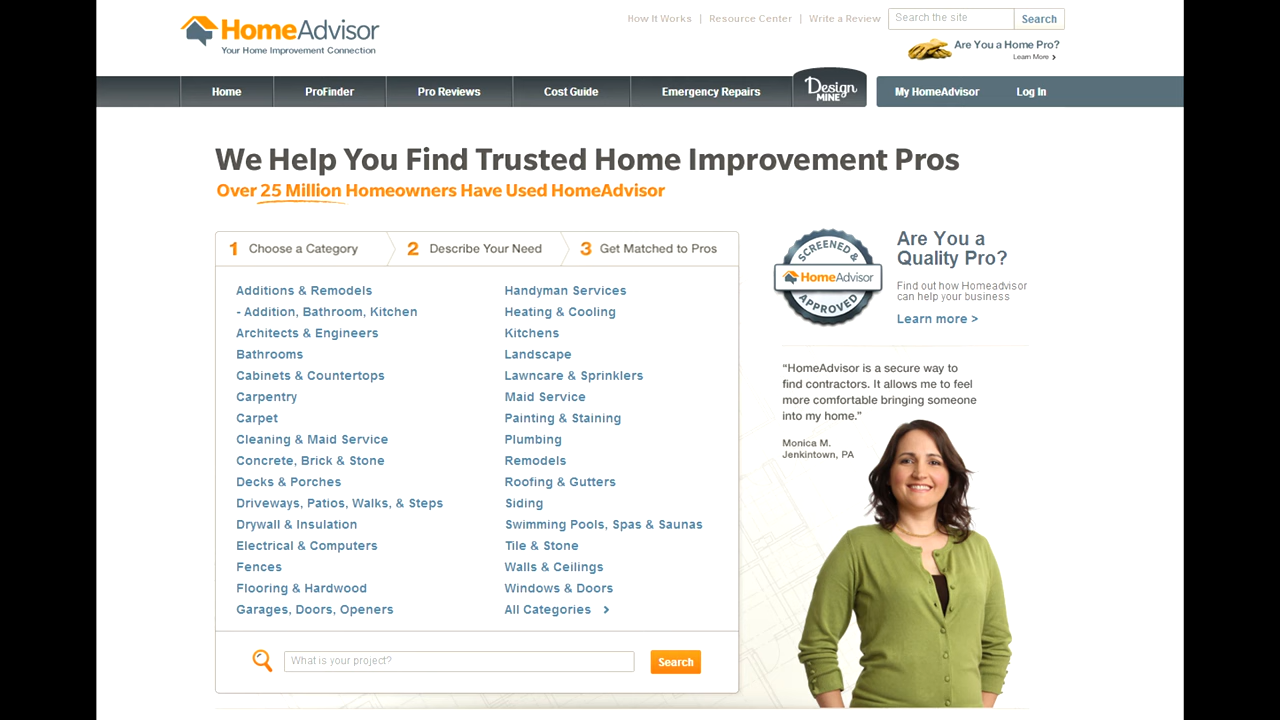 HomeAdvisor
Your Home Improvement Connection
How It Works | Resource Center | Write a Review
Search the site
Search
Are You a Home Pro?
Learn More >
Home
ProFinder
Pro Reviews
Cost Guide
Emergency Repairs
Design
MINE
My HomeAdvisor
Log In
We Help You Find Trusted Home Improvement Pros
Over 25 Million Homeowners Have Used HomeAdvisor
1 Choose a Category
2 Describe Your Need
3 Get Matched to Pros
Additions & Remodels
- Addition, Bathroom, Kitchen
Architects & Engineers
Bathrooms
Cabinets & Countertops
Carpentry
Carpet
Cleaning & Maid Service
Concrete, Brick & Stone
Decks & Porches
Driveways, Patios, Walks, & Steps
Drywall & Insulation
Electrical & Computers
Fences
Flooring & Hardwood
Garages, Doors, Openers
Handyman Services
Heating & Cooling
Kitchens
Landscape
Lawncare & Sprinklers
Maid Service
Painting & Staining
Plumbing
Remodels
Roofing & Gutters
Siding
Swimming Pools, Spas & Saunas
Tile & Stone
Walls & Ceilings
Windows & Doors
All Categories >
What is your project?
Search
SCREENED &
HomeAdvisor
APPROVED
Are You a
Quality Pro?
Find out how Homeadvisor
can help your business
Learn more >
“HomeAdvisor is a secure way to
find contractors. It allows me to feel
more comfortable bringing someone
into my home.”
Monica M.
Jenkintown, PA